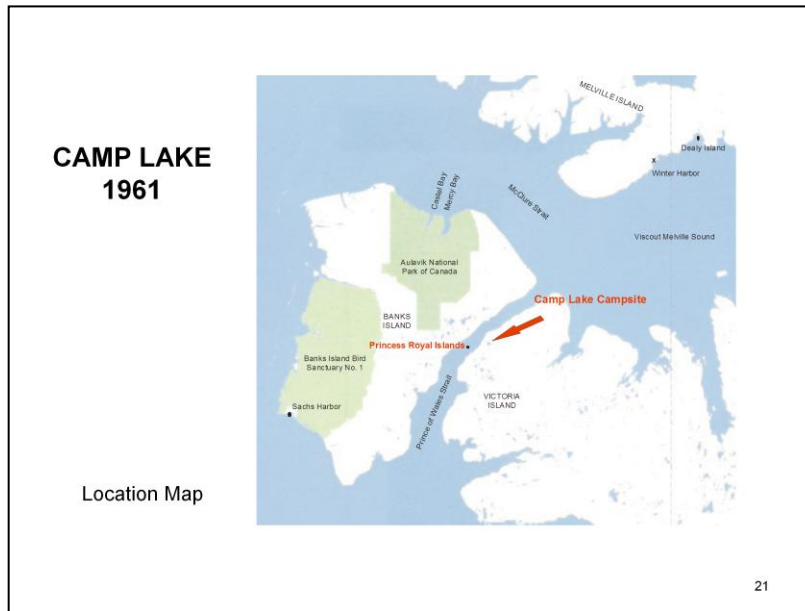 CAMP LAKE
1961
MELVILLE ISLAND
Dealy Island
x
Winter Harbor
Castel Bay
Mercy Bay
McClure Strait
Viscout Melville Sound
Aulavik National
Park of Canada
Camp Lake Campsite
BANKS
ISLAND
Princess Royal Islands
Banks Island Bird
Sanctuary No. 1
VICTORIA
ISLAND
Prince of Wales Strait
Sachs Harbor
Location Map
21